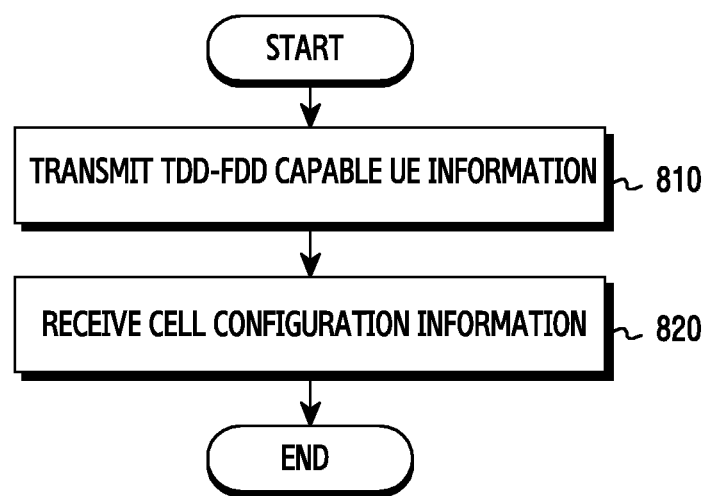 START
TRANSMIT TDD-FDD CAPABLE UE INFORMATION
810
RECEIVE CELL CONFIGURATION INFORMATION
820
END